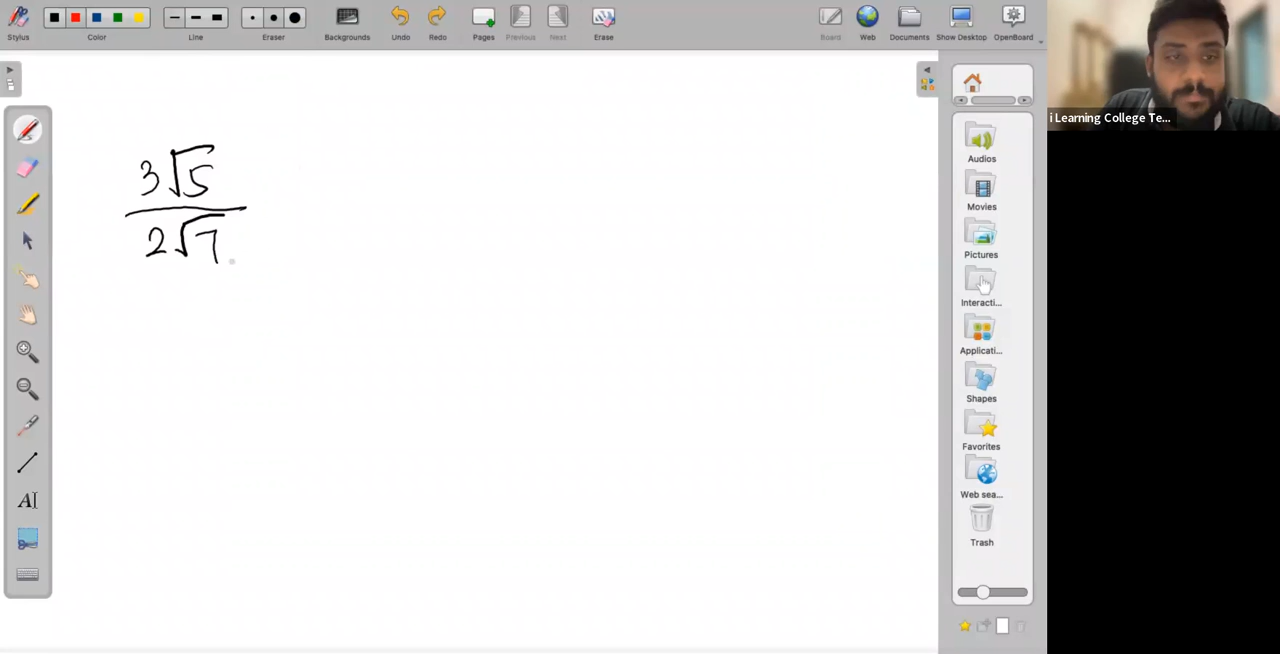 Stylus
Color
Line
Eraser
Backgrounds
Undo
Redo
Pages
Previous
Next
Erase
Board
Web
Documents
Show Desktop
OpenBoard
i Learning College Te...
3√5
2√7
Audios
Movies
Pictures
Interacti...
Applicati...
Shapes
Favorites
Web sea...
Trash